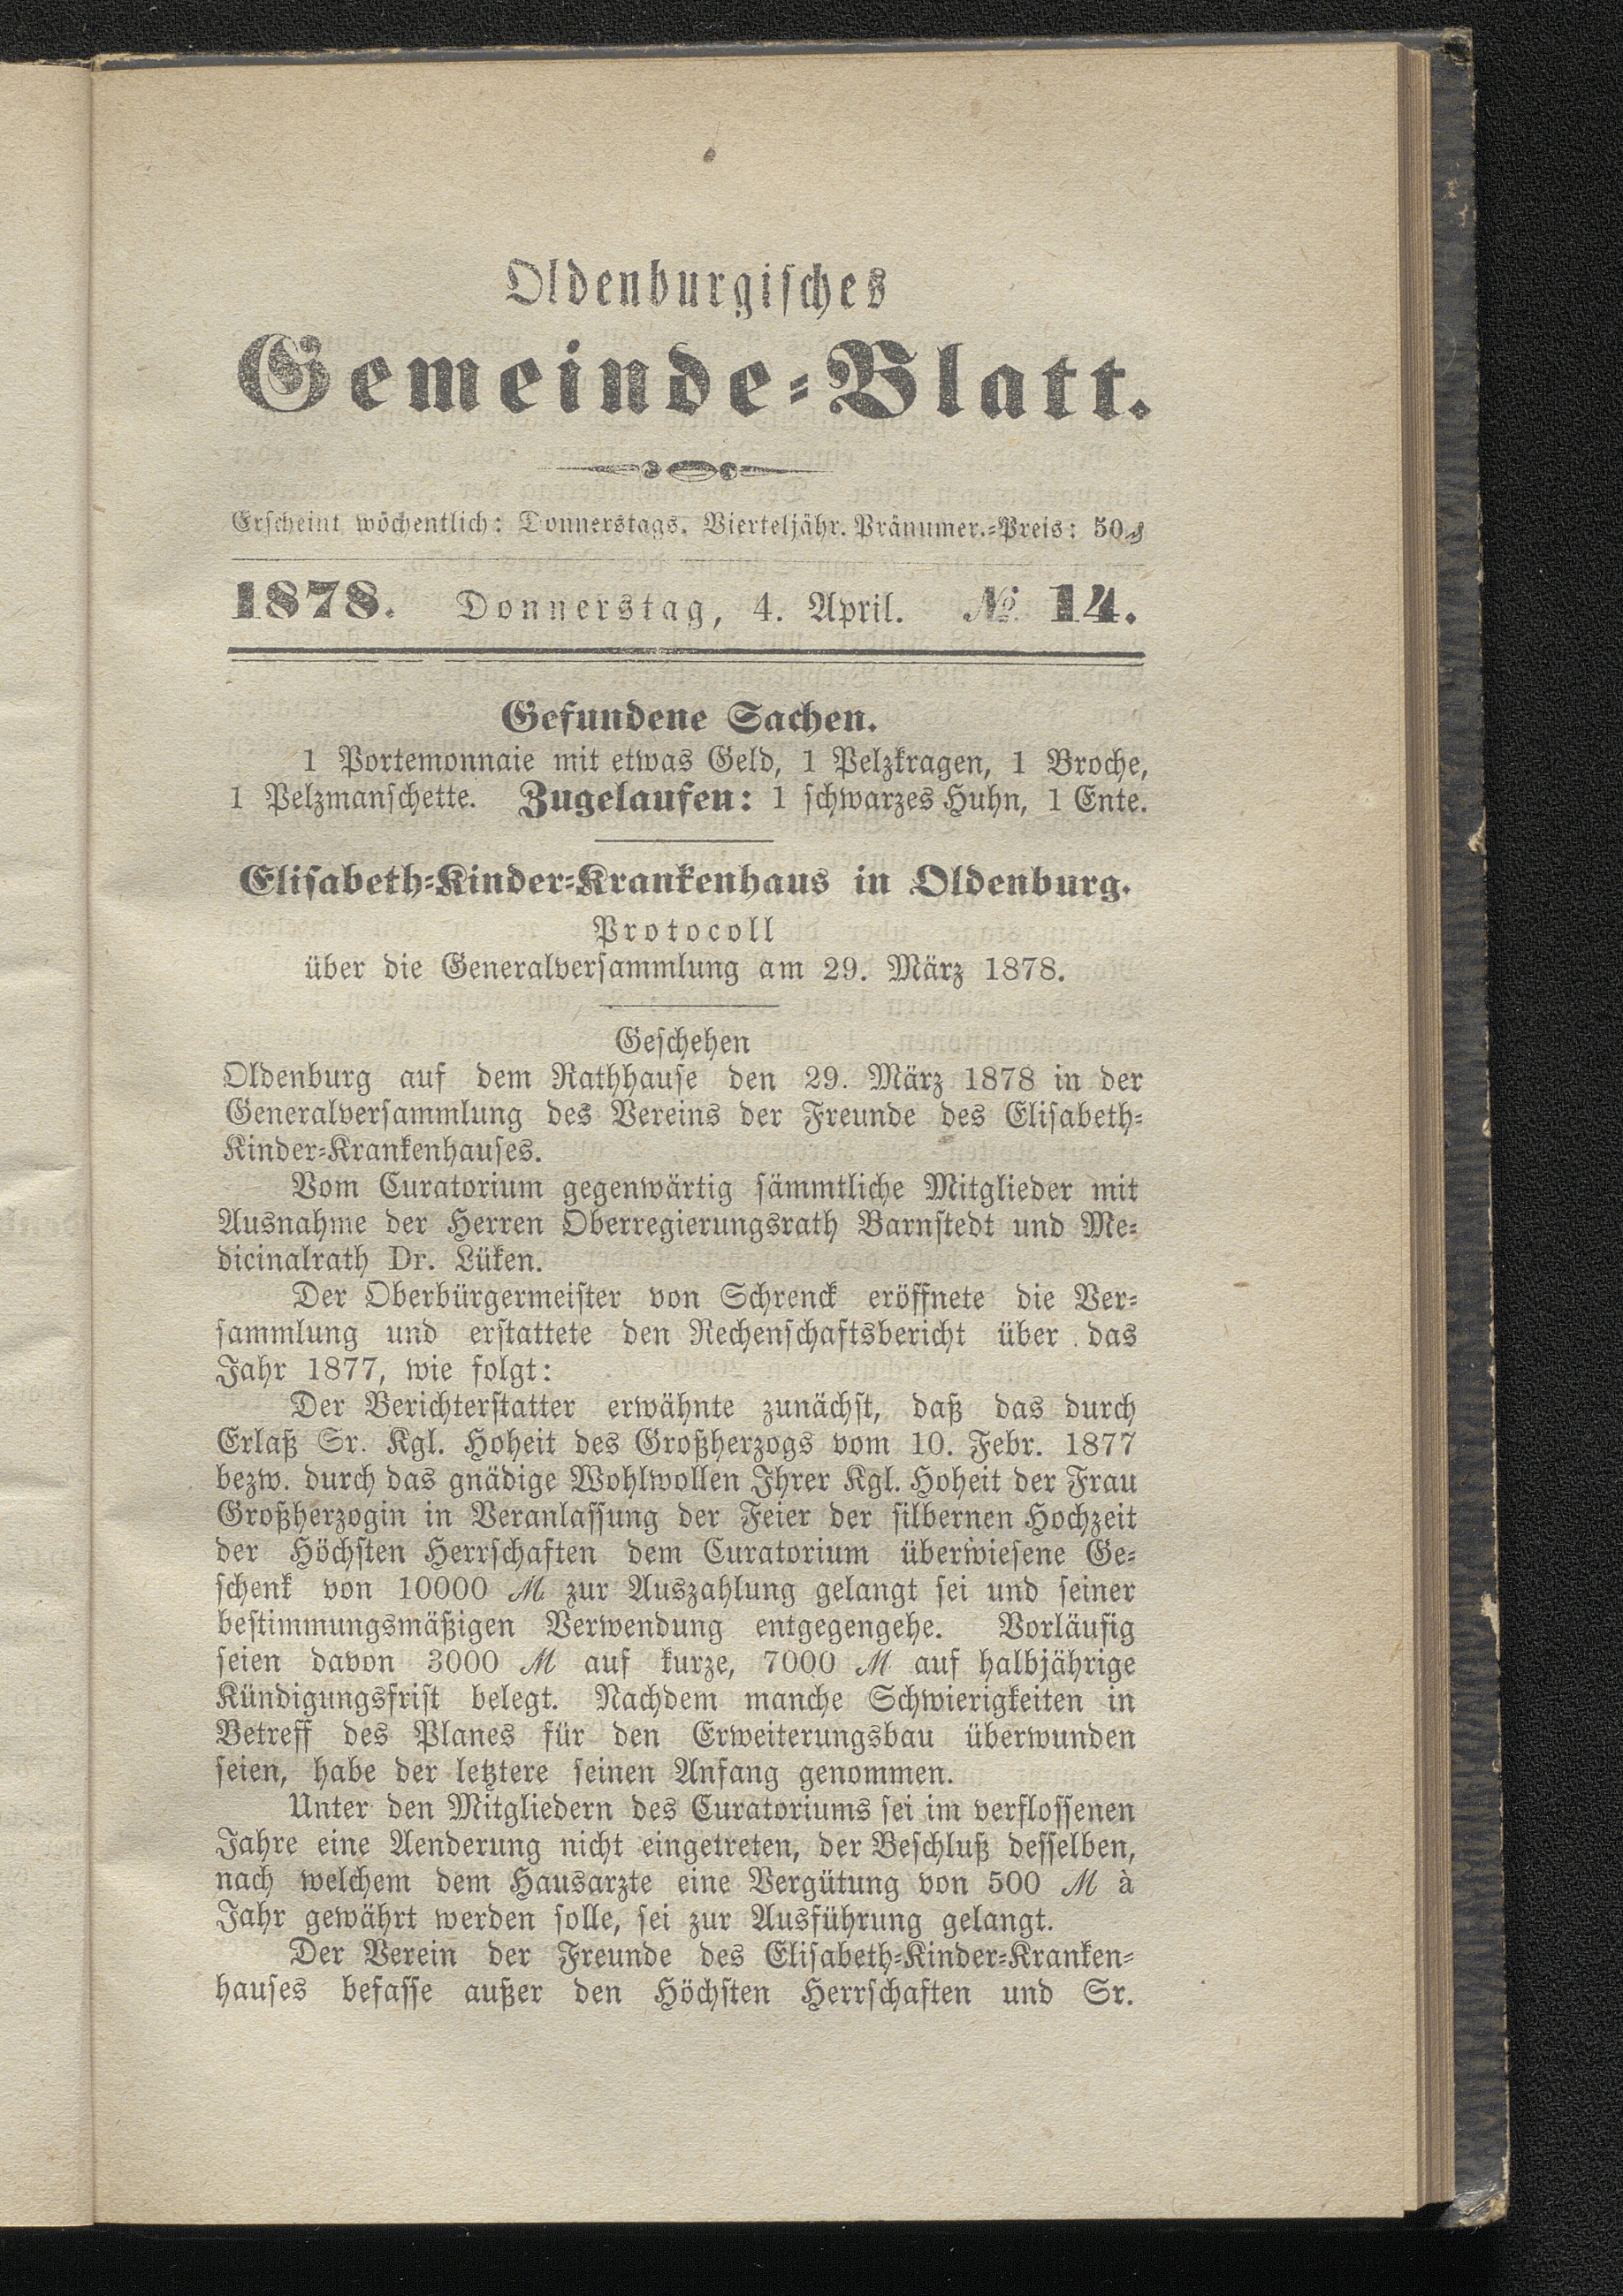 Oldenburgisches
Gemeinde-Blatt.
Erscheint wöchentlich: Donnerstags. Vierteljähr. Pränumer.-Preis: 50 ₰
1878. Donnerstag, 4. April. № 14.
Gefundene Sachen.
1 Portemonnaie mit etwas Geld, 1 Pelzkragen, 1 Broche,
1 Pelzmanschette. Zugelaufen: 1 schwarzes Huhn, 1 Ente.
Elisabeth-Kinder-Krankenhaus in Oldenburg.
Protocoll
über die Generalversammlung am 29. März 1878.
Geschehen
Oldenburg auf dem Rathhause den 29. März 1878 in der
Generalversammlung des Vereins der Freunde des Elisabeth-
Kinder-Krankenhauses.
Vom Curatorium gegenwärtig sämmtliche Mitglieder mit
Ausnahme der Herren Oberregierungsrath Barnstedt und Me-
dicinalrath Dr. Lüken.
Der Oberbürgermeister von Schrenck eröffnete die Ver-
sammlung und erstattete den Rechenschaftsbericht über das
Jahr 1877, wie folgt:
Der Berichterstatter erwähnte zunächst, daß das durch
Erlaß Sr. Kgl. Hoheit des Großherzogs vom 10. Febr. 1877
bezw. durch das gnädige Wohlwollen Ihrer Kgl. Hoheit der Frau
Großherzogin in Veranlassung der Feier der silbernen Hochzeit
der Höchsten Herrschaften dem Curatorium überwiesene Ge-
schenk von 10000 ℳ zur Auszahlung gelangt sei und seiner
bestimmungsmäßigen Verwendung entgegengehe. Vorläufig
seien davon 3000 ℳ auf kurze, 7000 ℳ auf halbjährige
Kündigungsfrist belegt. Nachdem manche Schwierigkeiten in
Betreff des Planes für den Erweiterungsbau überwunden
seien, habe der letztere seinen Anfang genommen.
Unter den Mitgliedern des Curatoriums sei im verflossenen
Jahre eine Aenderung nicht eingetreten, der Beschluß desselben,
nach welchem dem Hausarzte eine Vergütung von 500 ℳ à
Jahr gewährt werden solle, sei zur Ausführung gelangt.
Der Verein der Freunde des Elisabeth-Kinder-Kranken-
hauses befasse außer den Höchsten Herrschaften und Sr.